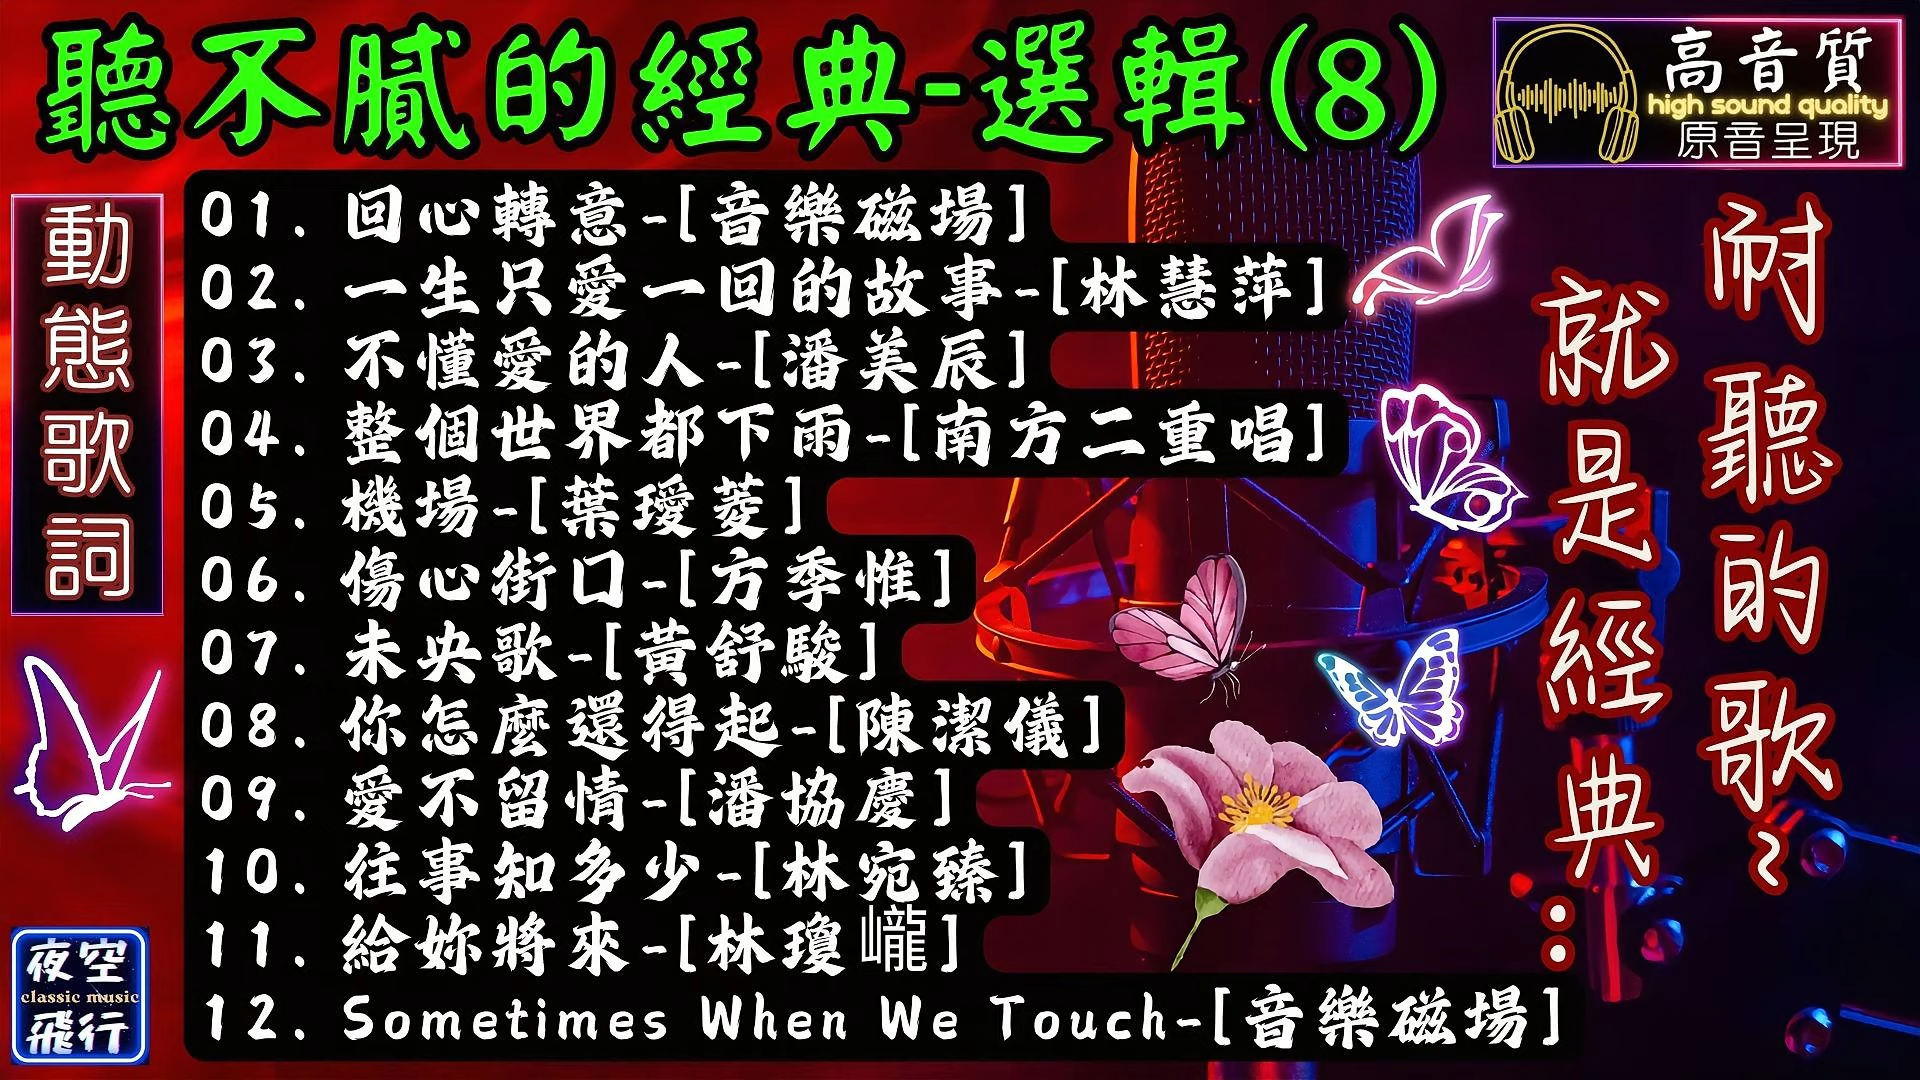 聽不膩的經典-選輯(8)
高音質
high sound quality
原音呈現
動態歌詞
01. 回心轉意-[音樂磁場]
02. 一生只愛一回的故事-[林慧萍]
03. 不懂愛的人-[潘美辰]
04. 整個世界都下雨-[南方二重唱]
05. 機場-[葉璦菱]
06. 傷心街口-[方季惟]
07. 未央歌-[黃舒駿]
08. 你怎麼還得起-[陳潔儀]
09. 愛不留情-[潘協慶]
10. 往事知多少-[林宛臻]
11. 給妳將來-[林瓊巄]
12. Sometimes When We Touch-[音樂磁場]
耐聽的歌~
就是經典…
夜空
classic music
飛行